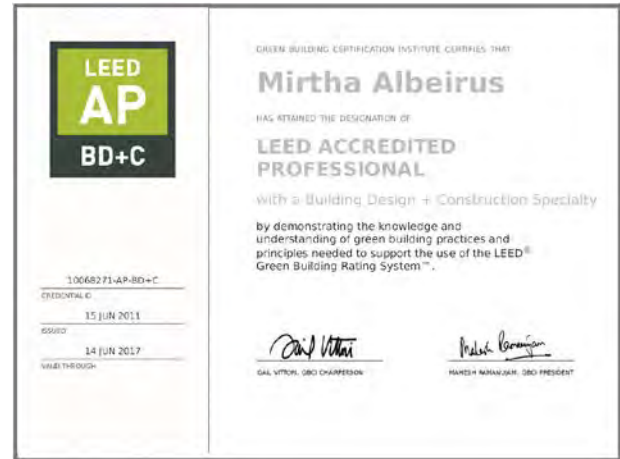 LEED
AP
BD+C
10068271-AP-BD+C
CREDENTIAL ID
15 JUN 2011
ISSUED
14 JUN 2017
VALID THROUGH
GREEN BUILDING CERTIFICATION INSTITUTE CERTIFIES THAT
Mirtha Albeirus
HAS ATTAINED THE DESIGNATION OF
LEED ACCREDITED
PROFESSIONAL
with a Building Design + Construction Specialty
by demonstrating the knowledge and
understanding of green building practices and
principles needed to support the use of the LEED®
Green Building Rating System™.
GAIL VITTORI, GBCI CHAIRPERSON
MAHESH RAMANUJAM, GBCI PRESIDENT